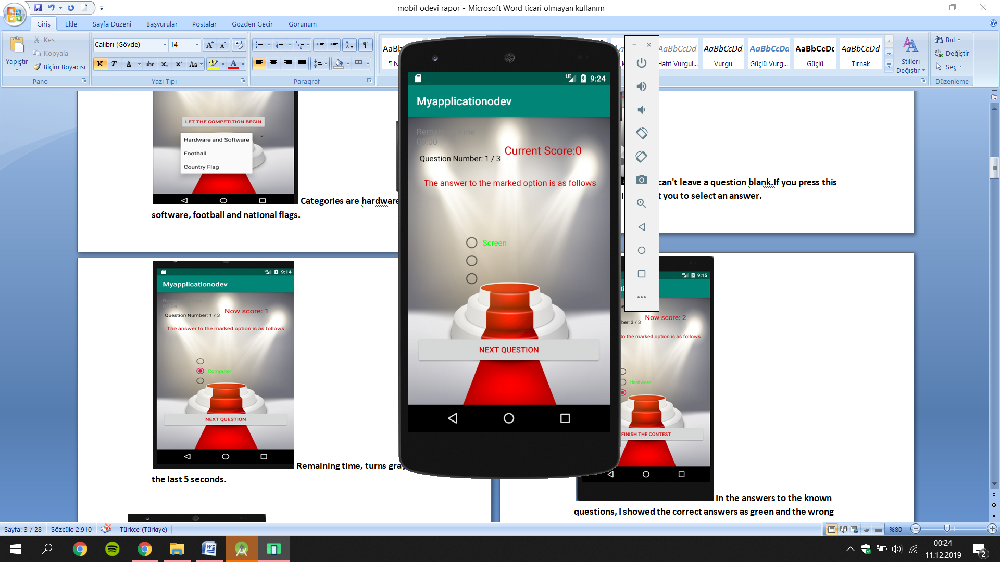 mobil ödevi rapor - Microsoft Word ticari olmayan kullanım
Giriş
Ekle
Sayfa Düzeni
Başvurular
Postalar
Gözden Geçir
Görünüm
Yapıştır
Kes
Kopyala
Biçim Boyacısı
Pano
Calibri (Gövde)
14
K
T
A
abc
Aa
Yazı Tipi
Paragraf
AaBbCcDd
Hafif Vurgul...
AaBbCcDd
Vurgu
AaBbCcDd
Güçlü Vurg...
AaBbCcDd
Güçlü
AaBbCcDd
Tırnak
Stilleri
Değiştir
Bul
Değiştir
Seç
Düzenleme
LET THE COMPETITION BEGIN
Hardware and Software
Football
Country Flag
Categories are hardware
software, football and national flags.
can't leave a question blank.If you press this
t you to select an answer.
LTE
9:24
Myapplicationodev
Remaining time
00:00
Current Score:0
Question Number: 1 / 3
The answer to the marked option is as follows
Screen
NEXT QUESTION
9:14
Myapplicationodev
Now score: 1
Question Number: 1 / 3
The answer to the marked option is as follows
Computer
NEXT QUESTION
Remaining time, turns gray
the last 5 seconds.
9:15
Now score: 2
ber: 3 / 3
to the marked option is as follows
Hardware
FINISH THE CONTEST
In the answers to the known
questions, I showed the correct answers as green and the wrong
Sayfa: 3 / 28
Sözcük: 2.910
Türkçe (Türkiye)
%80
00:24
11.12.2019
2